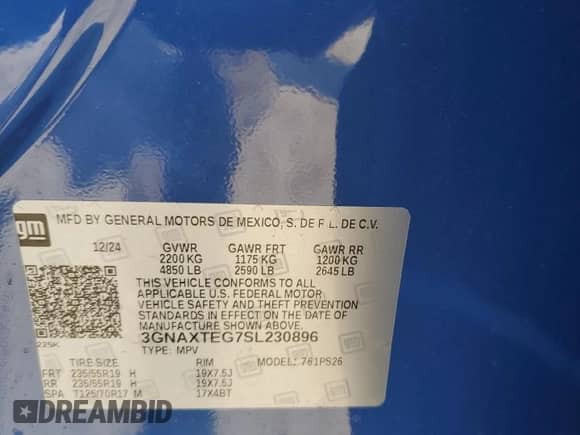 gm
MFD BY GENERAL MOTORS DE MEXICO, S. DE R L. DE C.V.
12/24 GVWR GAWR FRT GAWR RR
2200 KG 1175 KG 1200 KG
4850 LB 2590 LB 2645 LB
THIS VEHICLE CONFORMS TO ALL
APPLICABLE U.S. FEDERAL MOTOR
VEHICLE SAFETY AND THEFT PREVENTION
STANDARDS IN EFFECT ON THE DATE OF
MANUFACTURE SHOWN ABOVE.
3GNAXTEG7SL230896
TYPE: MPV MODEL: 761PS26
TIRE SIZE RIM
FRT 235/55R19 H 19X7.5J
RR 235/55R19 H 19X7.5J
SPA T125/70R17 M 17X4BT
DREAMBID